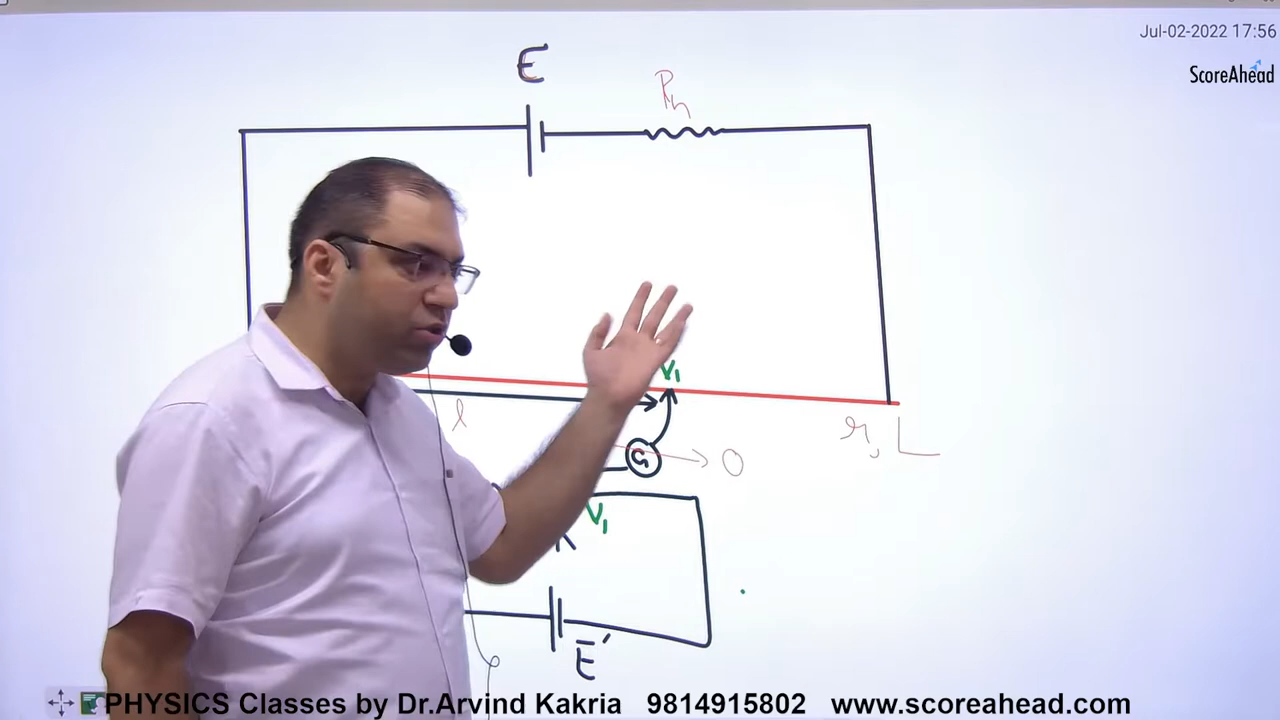 Jul-02-2022 17:56
ScoreAhead
E
Rh
V₁
l
r, L
G
0
V₁
E'
PHYSICS Classes by Dr.Arvind Kakria 9814915802 www.scoreahead.com